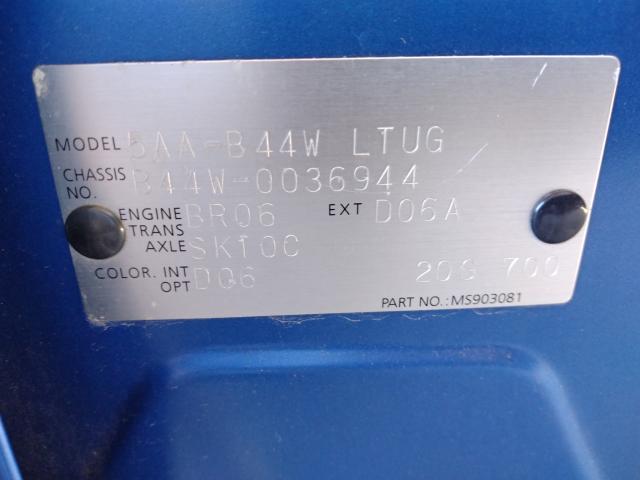 MODEL 5AA-B44W LTUG
CHASSIS NO. B44W-0036944
ENGINE BR06 EXT D06A
TRANS AXLE SK10C
COLOR. INT D06 20S 700
OPT
PART NO.: MS903081